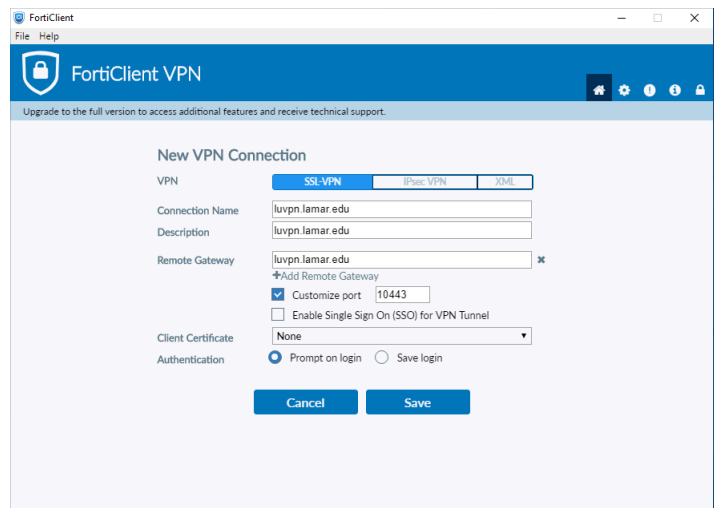 FortiClient
File Help
FortiClient VPN
Upgrade to the full version to access additional features and receive technical support.
New VPN Connection
VPN SSL-VPN IPsec VPN XML
Connection Name luvpn.lamar.edu
Description luvpn.lamar.edu
Remote Gateway luvpn.lamar.edu
+Add Remote Gateway
Customize port 10443
Enable Single Sign On (SSO) for VPN Tunnel
Client Certificate None
Authentication Prompt on login Save login
Cancel Save